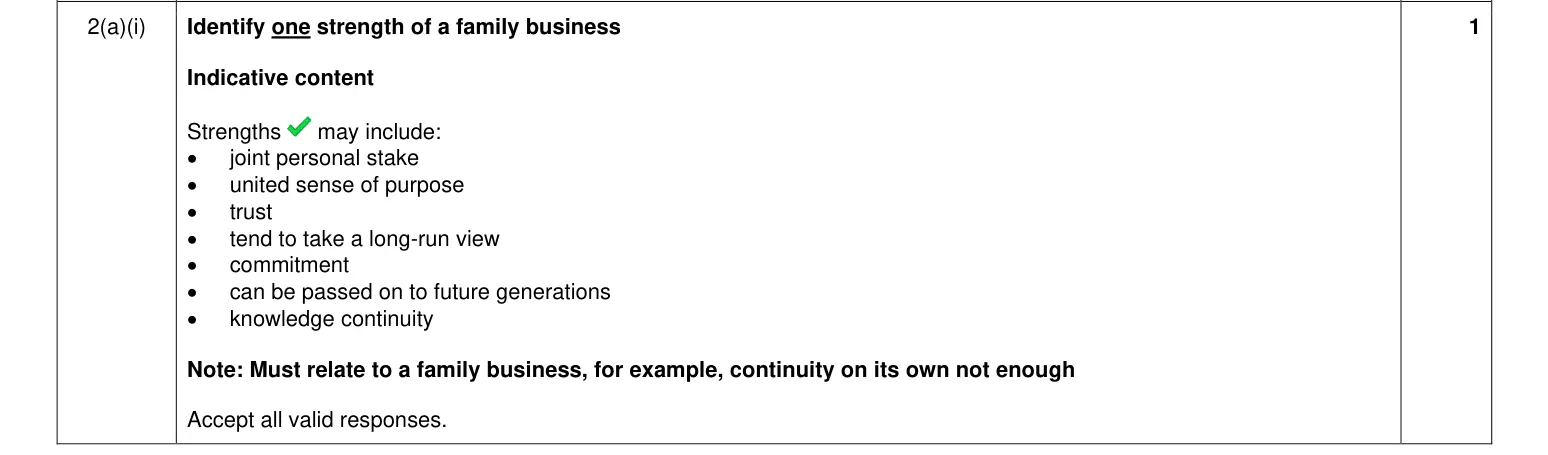 2(a)(i) Identify one strength of a family business 1
Indicative content
Strengths ✔ may include:
• joint personal stake
• united sense of purpose
• trust
• tend to take a long-run view
• commitment
• can be passed on to future generations
• knowledge continuity
Note: Must relate to a family business, for example, continuity on its own not enough
Accept all valid responses.